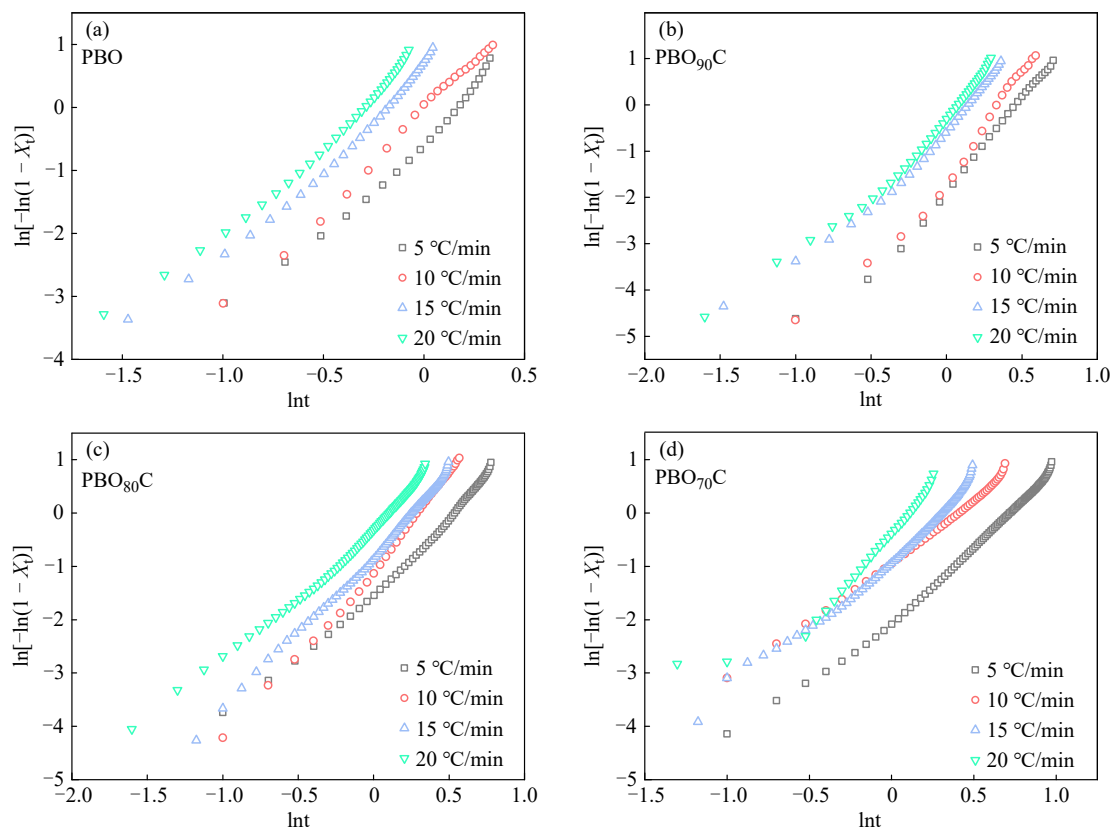 (a)
PBO
ln[−ln(1 − Xt)]
1
0
−1
−2
−3
−4
−1.5
−1.0
−0.5
0
0.5
lnt
5 ℃/min
10 ℃/min
15 ℃/min
20 ℃/min
(b)
PBO90C
ln[−ln(1 − Xt)]
1
0
−1
−2
−3
−4
−5
−2.0
−1.5
−1.0
−0.5
0
0.5
1.0
lnt
5 ℃/min
10 ℃/min
15 ℃/min
20 ℃/min
(c)
PBO80C
ln[−ln(1 − Xt)]
1
0
−1
−2
−3
−4
−5
−2.0
−1.5
−1.0
−0.5
0
0.5
1.0
lnt
5 ℃/min
10 ℃/min
15 ℃/min
20 ℃/min
(d)
PBO70C
ln[−ln(1 − Xt)]
1
0
−1
−2
−3
−4
−5
−1.5
−1.0
−0.5
0
0.5
1.0
lnt
5 ℃/min
10 ℃/min
15 ℃/min
20 ℃/min